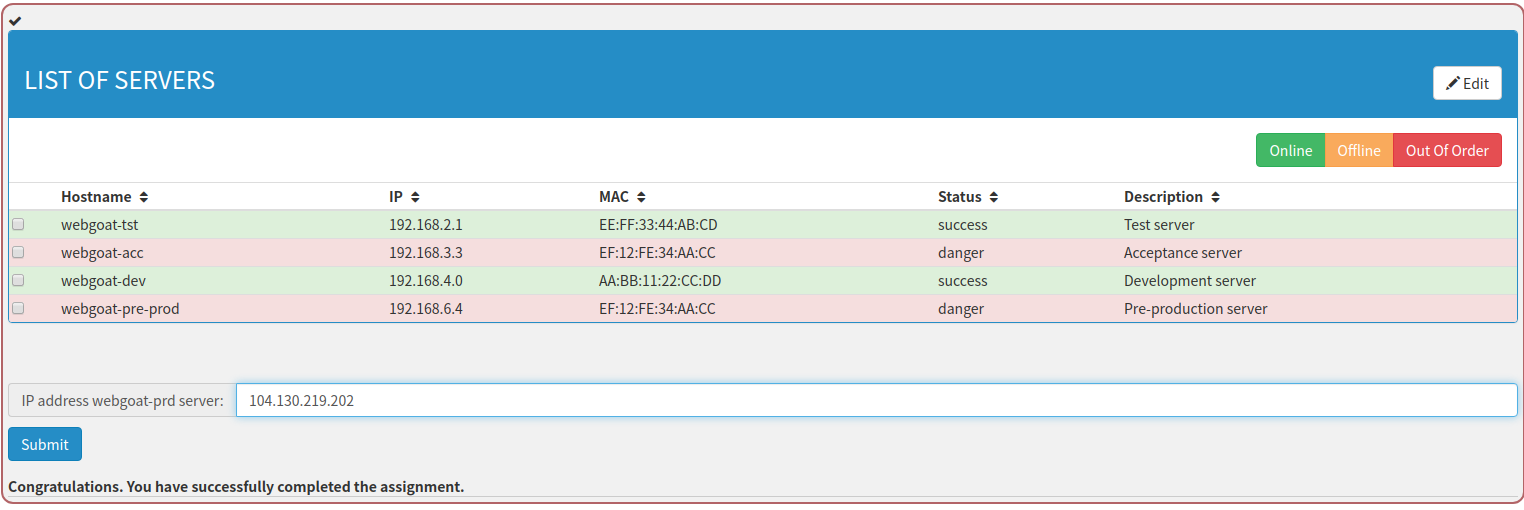 LIST OF SERVERS
Edit
Online Offline Out Of Order
Hostname IP MAC Status Description
webgoat-tst 192.168.2.1 EE:FF:33:44:AB:CD success Test server
webgoat-acc 192.168.3.3 EF:12:FE:34:AA:CC danger Acceptance server
webgoat-dev 192.168.4.0 AA:BB:11:22:CC:DD success Development server
webgoat-pre-prod 192.168.6.4 EF:12:FE:34:AA:CC danger Pre-production server
IP address webgoat-prd server: 104.130.219.202
Submit
Congratulations. You have successfully completed the assignment.